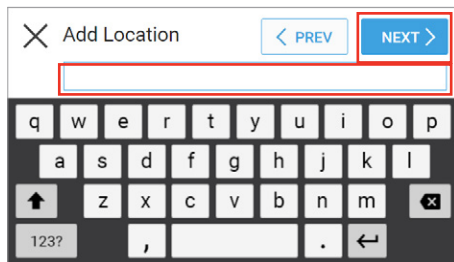 Add Location PREV NEXT
q w e r t y u i o p
a s d f g h j k l
z x c v b n m
123? , .